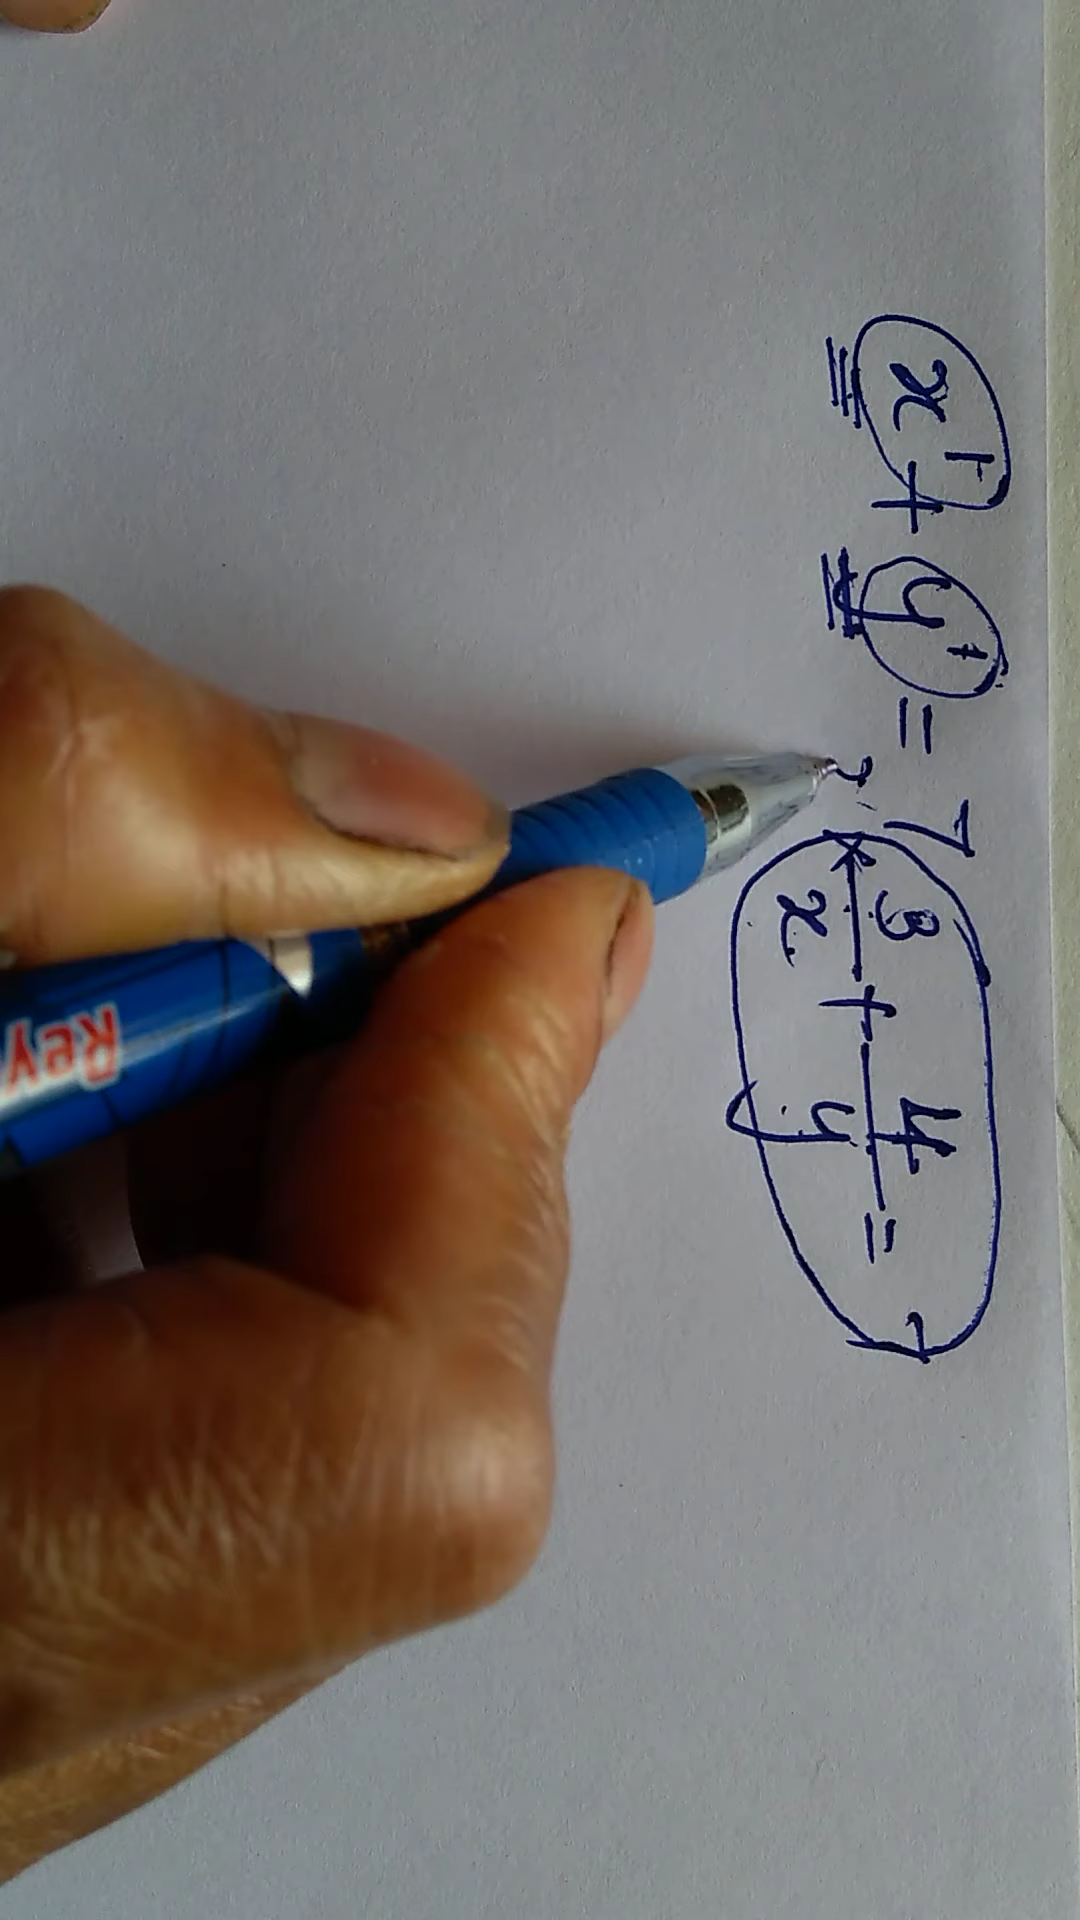 x¹ + y¹ = 7
3/x + 4/y = 7
Rey